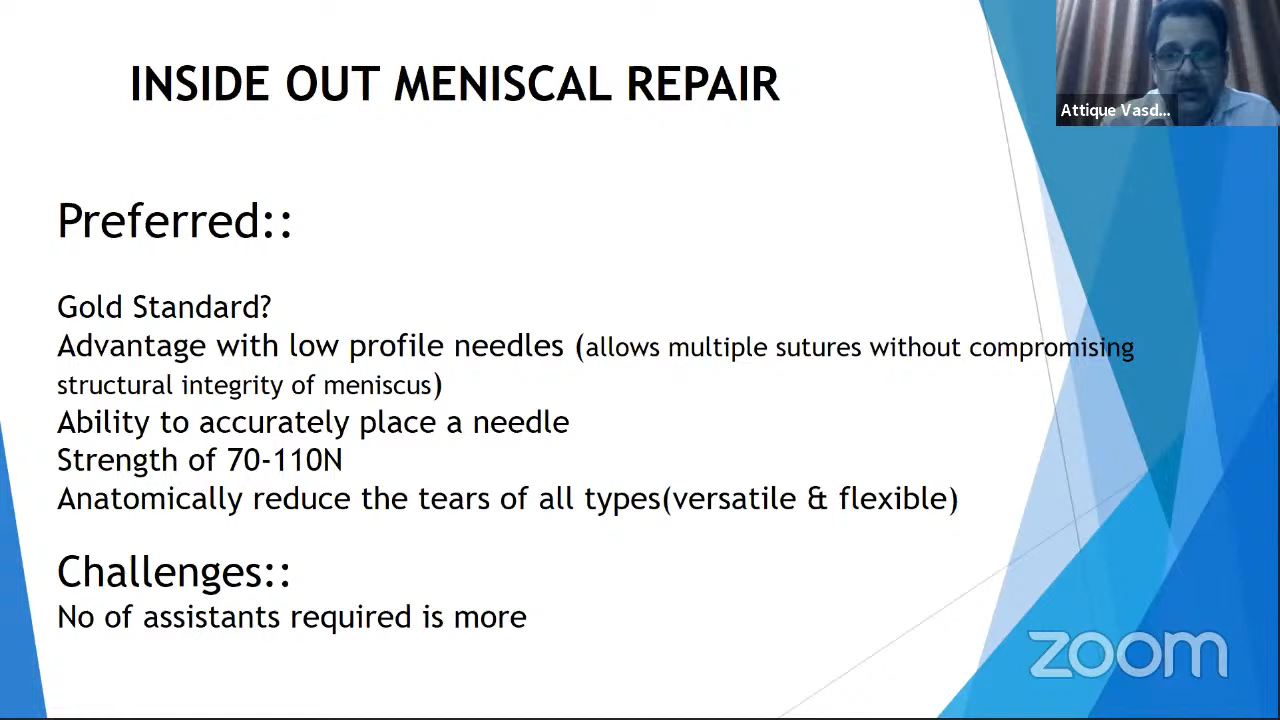 INSIDE OUT MENISCAL REPAIR
Attique Vasd...
Preferred::
Gold Standard?
Advantage with low profile needles (allows multiple sutures without compromising
structural integrity of meniscus)
Ability to accurately place a needle
Strength of 70-110N
Anatomically reduce the tears of all types(versatile & flexible)
Challenges::
No of assistants required is more
zoom